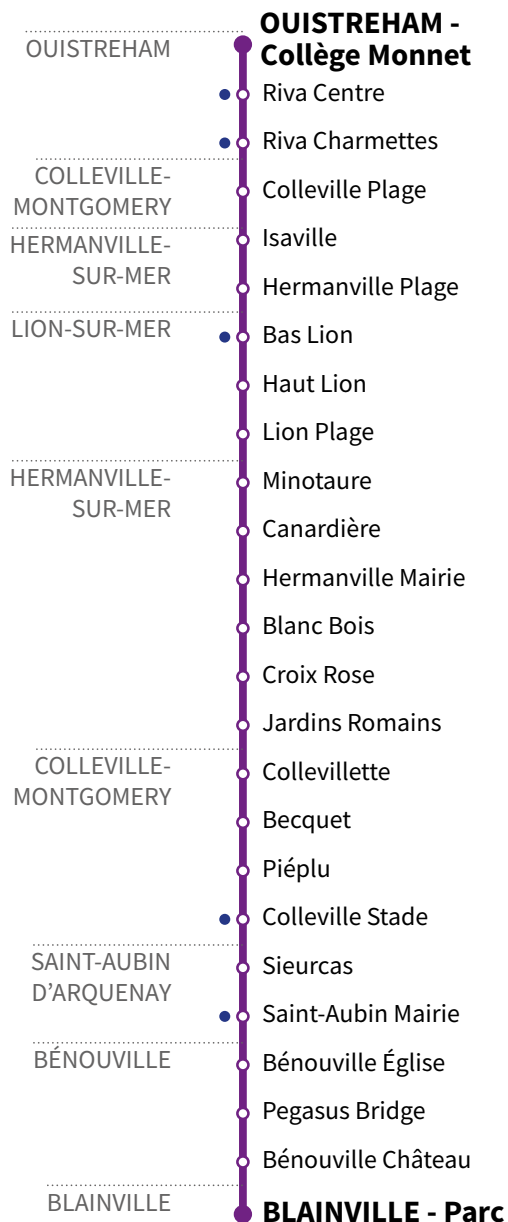 OUISTREHAM
OUISTREHAM -
Collège Monnet
Riva Centre
Riva Charmettes
COLLEVILLE-
MONTGOMERY
Colleville Plage
HERMANVILLE-
SUR-MER
Isaville
Hermanville Plage
LION-SUR-MER
Bas Lion
Haut Lion
Lion Plage
HERMANVILLE-
SUR-MER
Minotaure
Canardière
Hermanville Mairie
Blanc Bois
Croix Rose
Jardins Romains
COLLEVILLE-
MONTGOMERY
Collevillette
Becquet
Piéplu
Colleville Stade
SAINT-AUBIN
D'ARQUENAY
Sieurcas
Saint-Aubin Mairie
BÉNOUVILLE
Bénouville Église
Pegasus Bridge
Bénouville Château
BLAINVILLE
BLAINVILLE - Parc